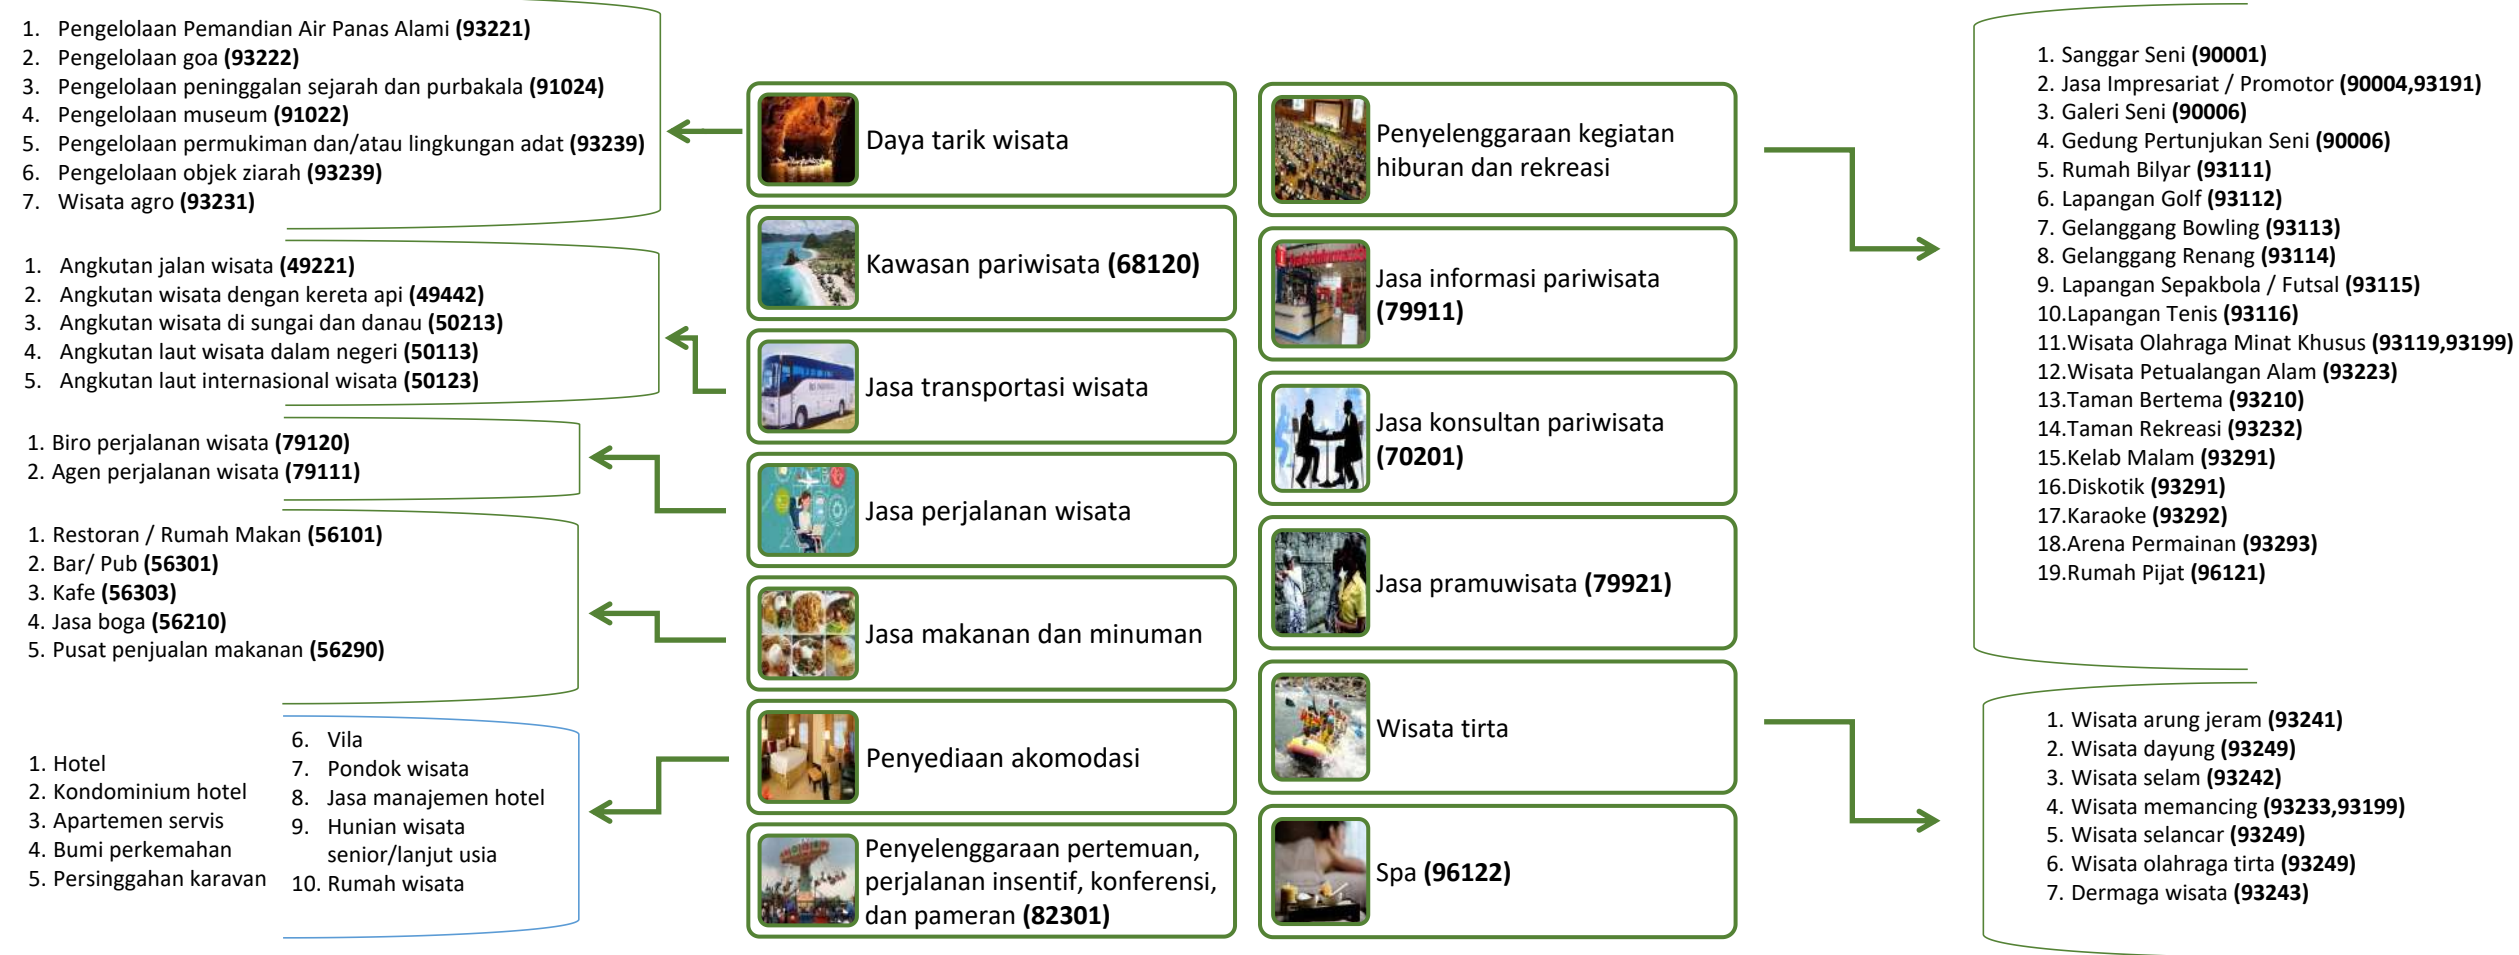 1. Pengelolaan Pemandian Air Panas Alami (93221)
2. Pengelolaan goa (93222)
3. Pengelolaan peninggalan sejarah dan purbakala (91024)
4. Pengelolaan museum (91022)
5. Pengelolaan permukiman dan/atau lingkungan adat (93239)
6. Pengelolaan objek ziarah (93239)
7. Wisata agro (93231)
1. Angkutan jalan wisata (49221)
2. Angkutan wisata dengan kereta api (49442)
3. Angkutan wisata di sungai dan danau (50213)
4. Angkutan laut wisata dalam negeri (50113)
5. Angkutan laut internasional wisata (50123)
1. Biro perjalanan wisata (79120)
2. Agen perjalanan wisata (79111)
1. Restoran / Rumah Makan (56101)
2. Bar/ Pub (56301)
3. Kafe (56303)
4. Jasa boga (56210)
5. Pusat penjualan makanan (56290)
1. Hotel
2. Kondominium hotel
3. Apartemen servis
4. Bumi perkemahan
5. Persinggahan karavan
6. Vila
7. Pondok wisata
8. Jasa manajemen hotel
9. Hunian wisata
senior/lanjut usia
10. Rumah wisata
Daya tarik wisata
Kawasan pariwisata (68120)
Jasa transportasi wisata
Jasa perjalanan wisata
Jasa makanan dan minuman
Penyediaan akomodasi
Penyelenggaraan pertemuan,
perjalanan insentif, konferensi,
dan pameran (82301)
Penyelenggaraan kegiatan
hiburan dan rekreasi
Jasa informasi pariwisata
(79911)
Jasa konsultan pariwisata
(70201)
Jasa pramuwisata (79921)
Wisata tirta
Spa (96122)
1. Sanggar Seni (90001)
2. Jasa Impresariat / Promotor (90004,93191)
3. Galeri Seni (90006)
4. Gedung Pertunjukan Seni (90006)
5. Rumah Bilyar (93111)
6. Lapangan Golf (93112)
7. Gelanggang Bowling (93113)
8. Gelanggang Renang (93114)
9. Lapangan Sepakbola / Futsal (93115)
10.Lapangan Tenis (93116)
11.Wisata Olahraga Minat Khusus (93119,93199)
12.Wisata Petualangan Alam (93223)
13.Taman Bertema (93210)
14.Taman Rekreasi (93232)
15.Kelab Malam (93291)
16.Diskotik (93291)
17.Karaoke (93292)
18.Arena Permainan (93293)
19.Rumah Pijat (96121)
1. Wisata arung jeram (93241)
2. Wisata dayung (93249)
3. Wisata selam (93242)
4. Wisata memancing (93233,93199)
5. Wisata selancar (93249)
6. Wisata olahraga tirta (93249)
7. Dermaga wisata (93243)